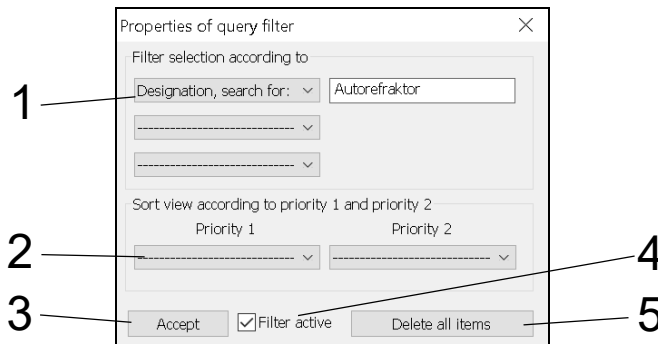 Properties of query filter
Filter selection according to
1
Designation, search for:
Autorefraktor
----------------------------
----------------------------
Sort view according to priority 1 and priority 2
Priority 1
Priority 2
2
----------------------------
----------------------------
4
3
Accept
Filter active
Delete all items
5